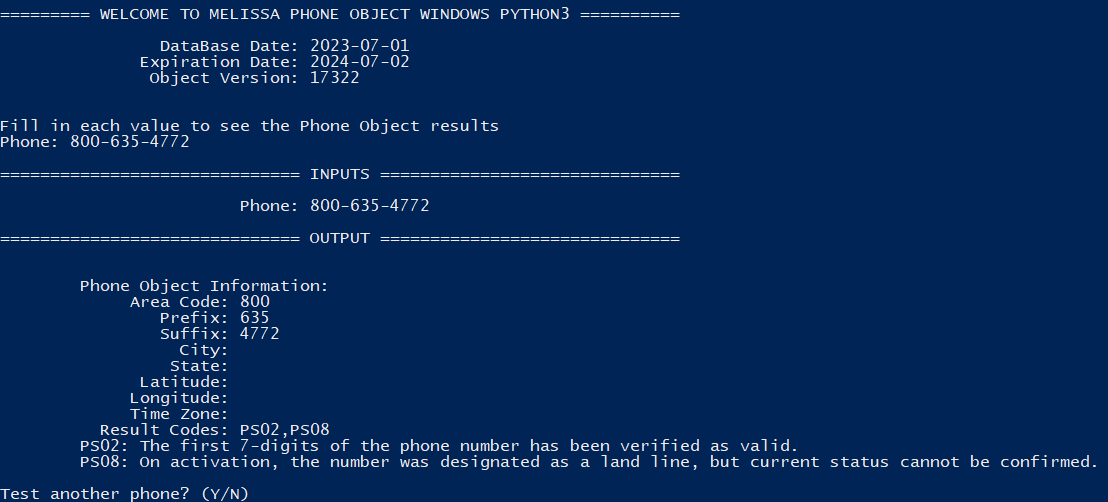 ========= WELCOME TO MELISSA PHONE OBJECT WINDOWS PYTHON3 ==========
DataBase Date: 2023-07-01
Expiration Date: 2024-07-02
Object Version: 17322
Fill in each value to see the Phone Object results
Phone: 800-635-4772
============================== INPUTS ==============================
Phone: 800-635-4772
============================== OUTPUT ==============================
Phone Object Information:
Area Code: 800
Prefix: 635
Suffix: 4772
City:
State:
Latitude:
Longitude:
Time Zone:
Result Codes: PS02,PS08
PS02: The first 7-digits of the phone number has been verified as valid.
PS08: On activation, the number was designated as a land line, but current status cannot be confirmed.
Test another phone? (Y/N)